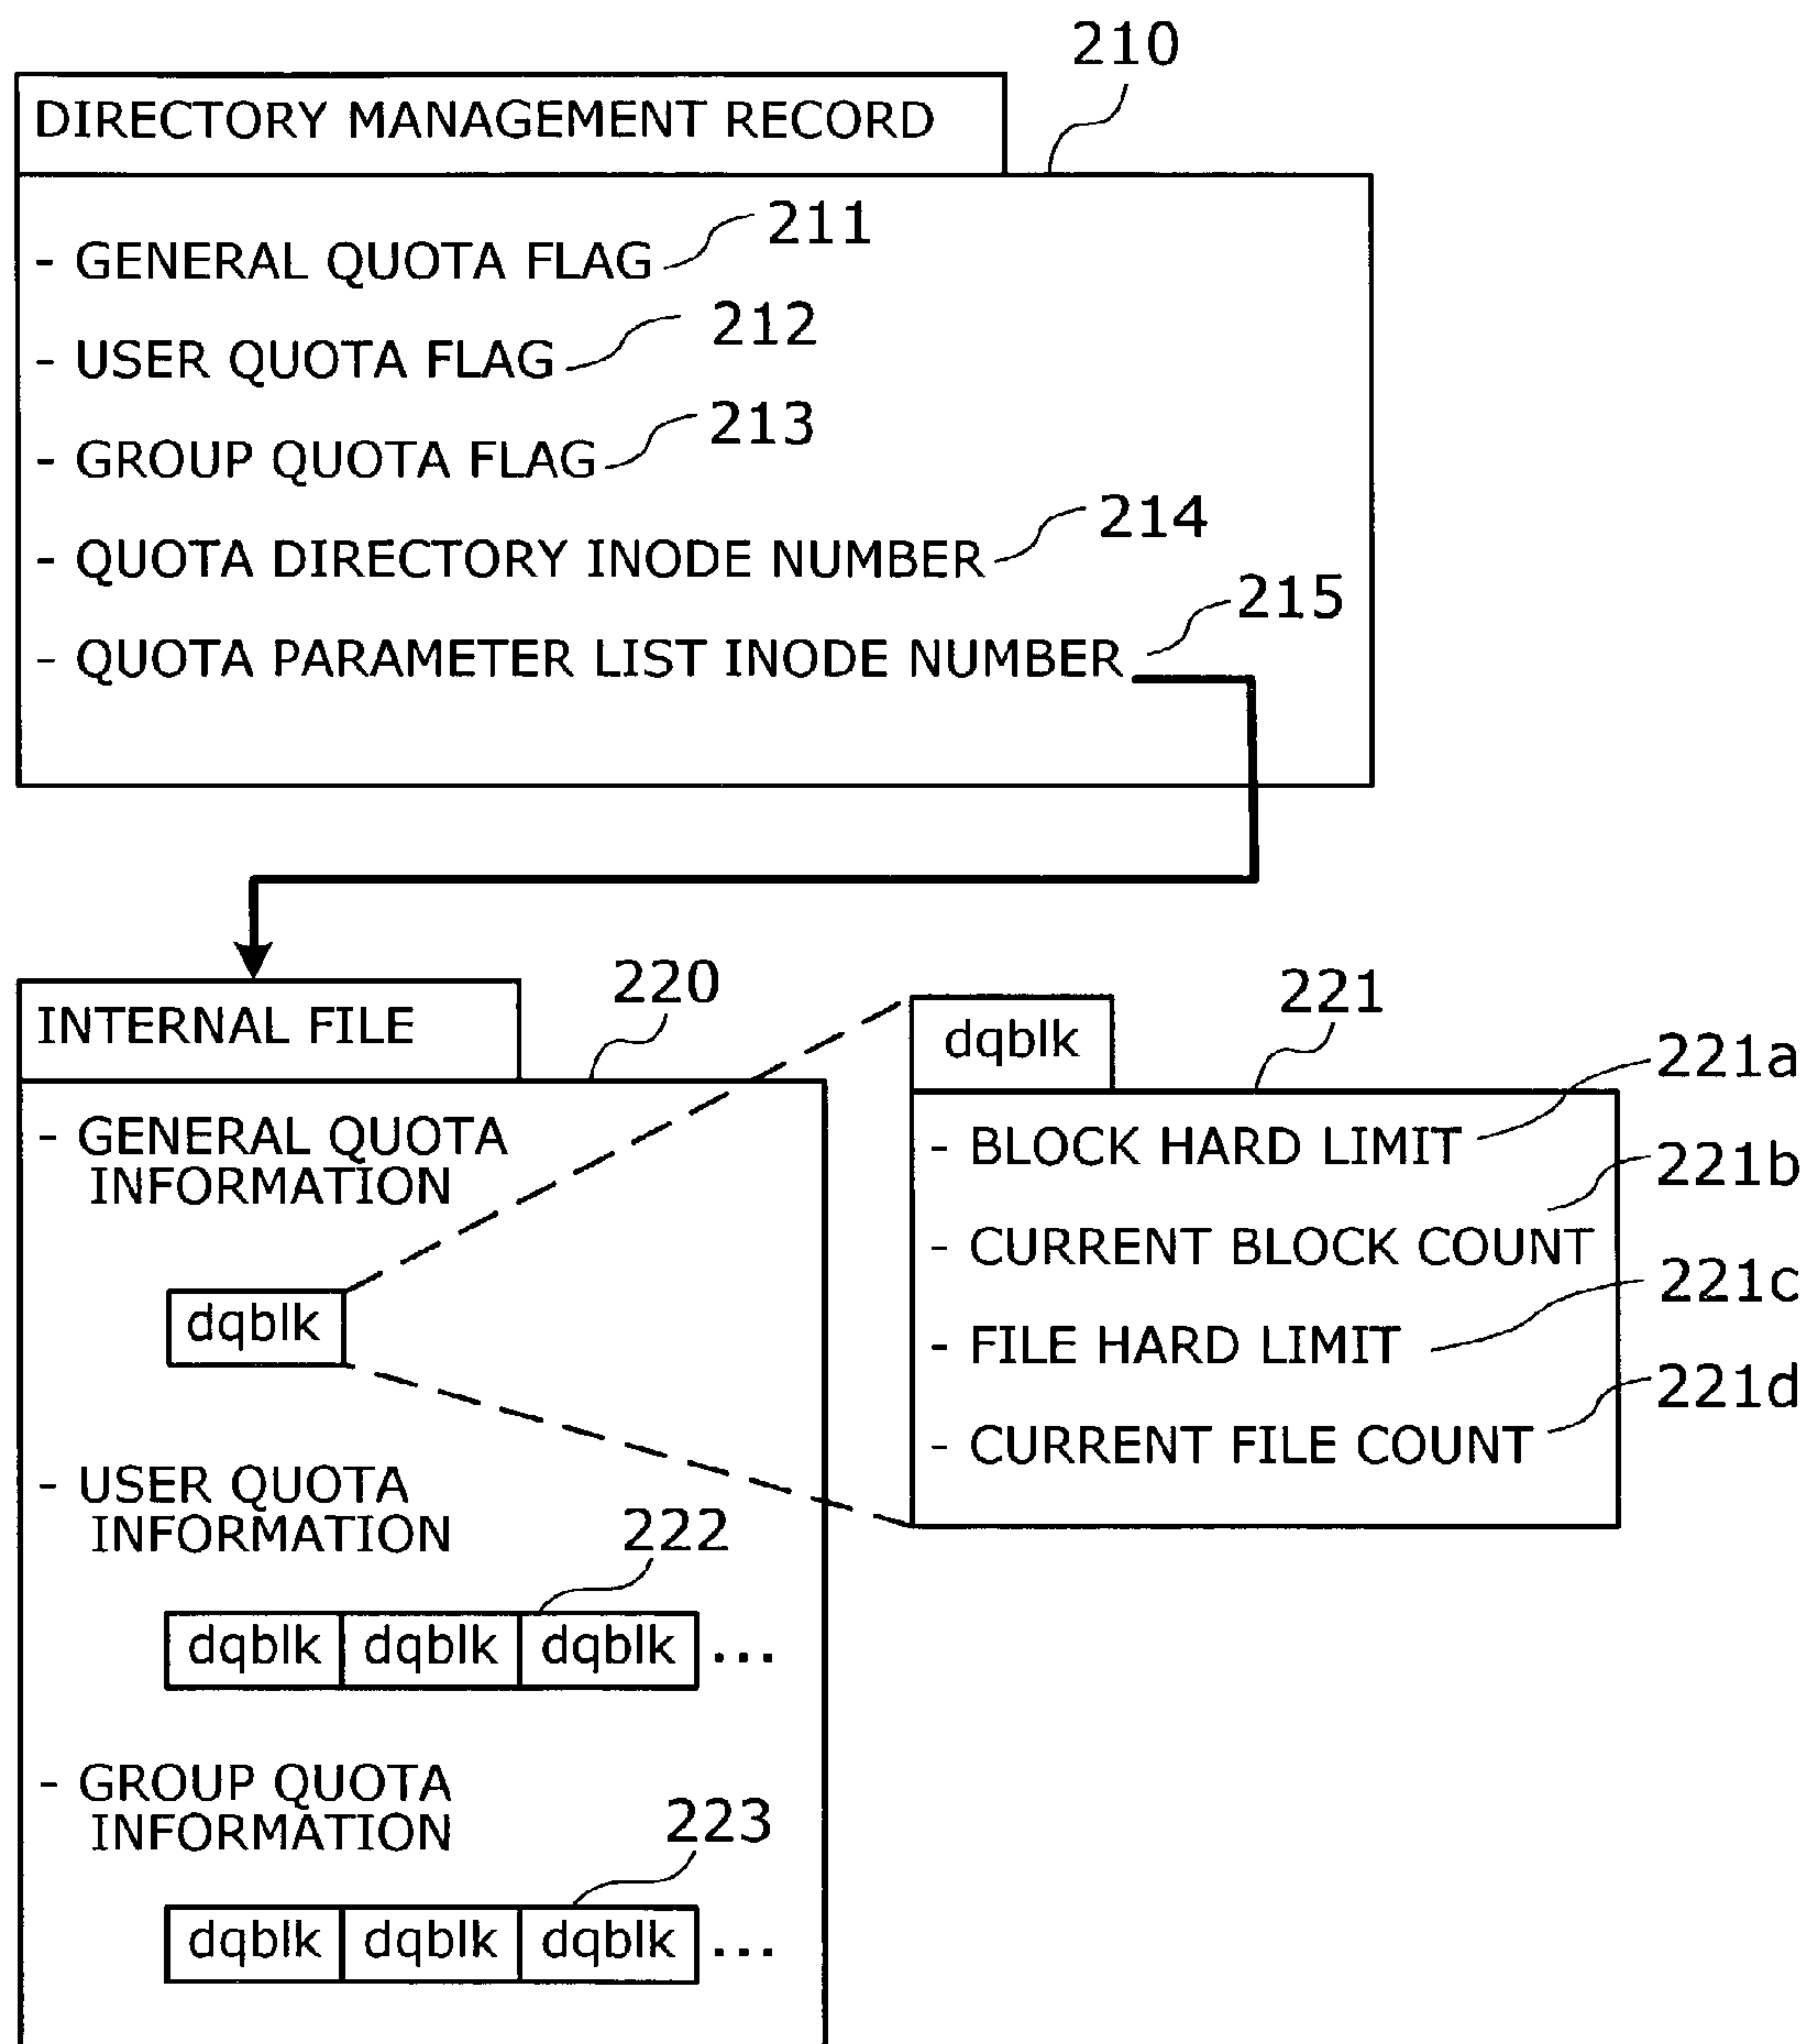 210
DIRECTORY MANAGEMENT RECORD
- GENERAL QUOTA FLAG 211
- USER QUOTA FLAG 212
- GROUP QUOTA FLAG 213
- QUOTA DIRECTORY INODE NUMBER 214
- QUOTA PARAMETER LIST INODE NUMBER 215
INTERNAL FILE 220
- GENERAL QUOTA
INFORMATION
dqblk
- USER QUOTA
INFORMATION
222
dqblk dqblk dqblk ...
- GROUP QUOTA
INFORMATION
223
dqblk dqblk dqblk ...
dqblk 221
- BLOCK HARD LIMIT 221a
- CURRENT BLOCK COUNT 221b
- FILE HARD LIMIT 221c
- CURRENT FILE COUNT 221d